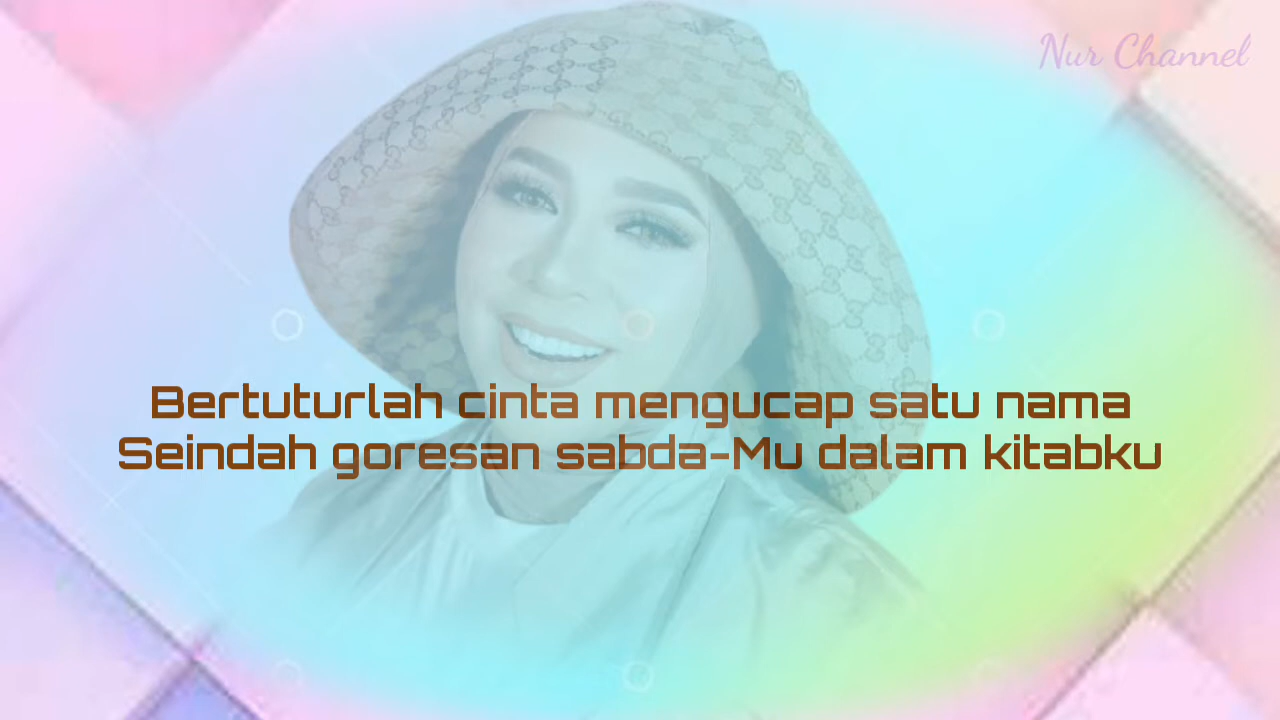 Nur Channel
Bertuturlah cinta mengucap satu nama
Seindah goresan sabda-Mu dalam kitabku